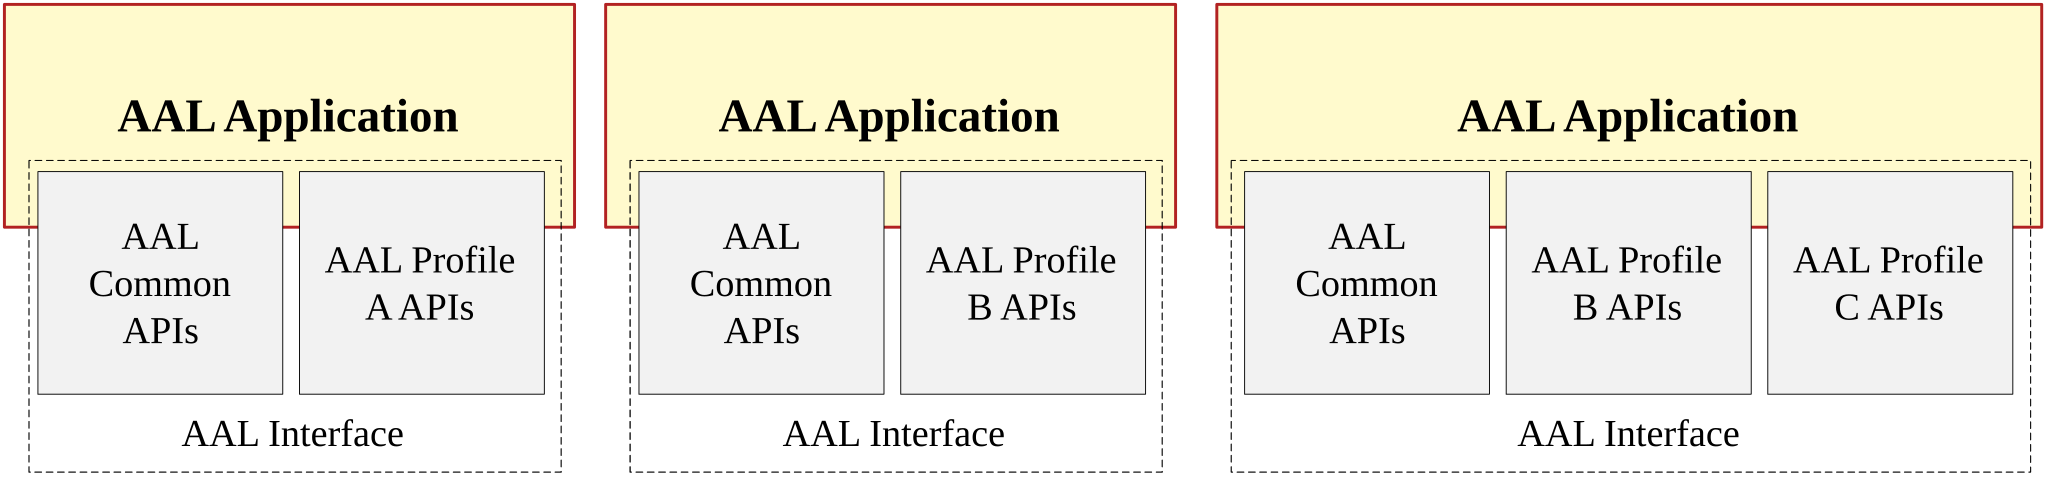 AAL Application
AAL
Common
APIs
AAL Profile
A APIs
AAL Interface
AAL Application
AAL
Common
APIs
AAL Profile
B APIs
AAL Interface
AAL Application
AAL
Common
APIs
AAL Profile
B APIs
AAL Profile
C APIs
AAL Interface